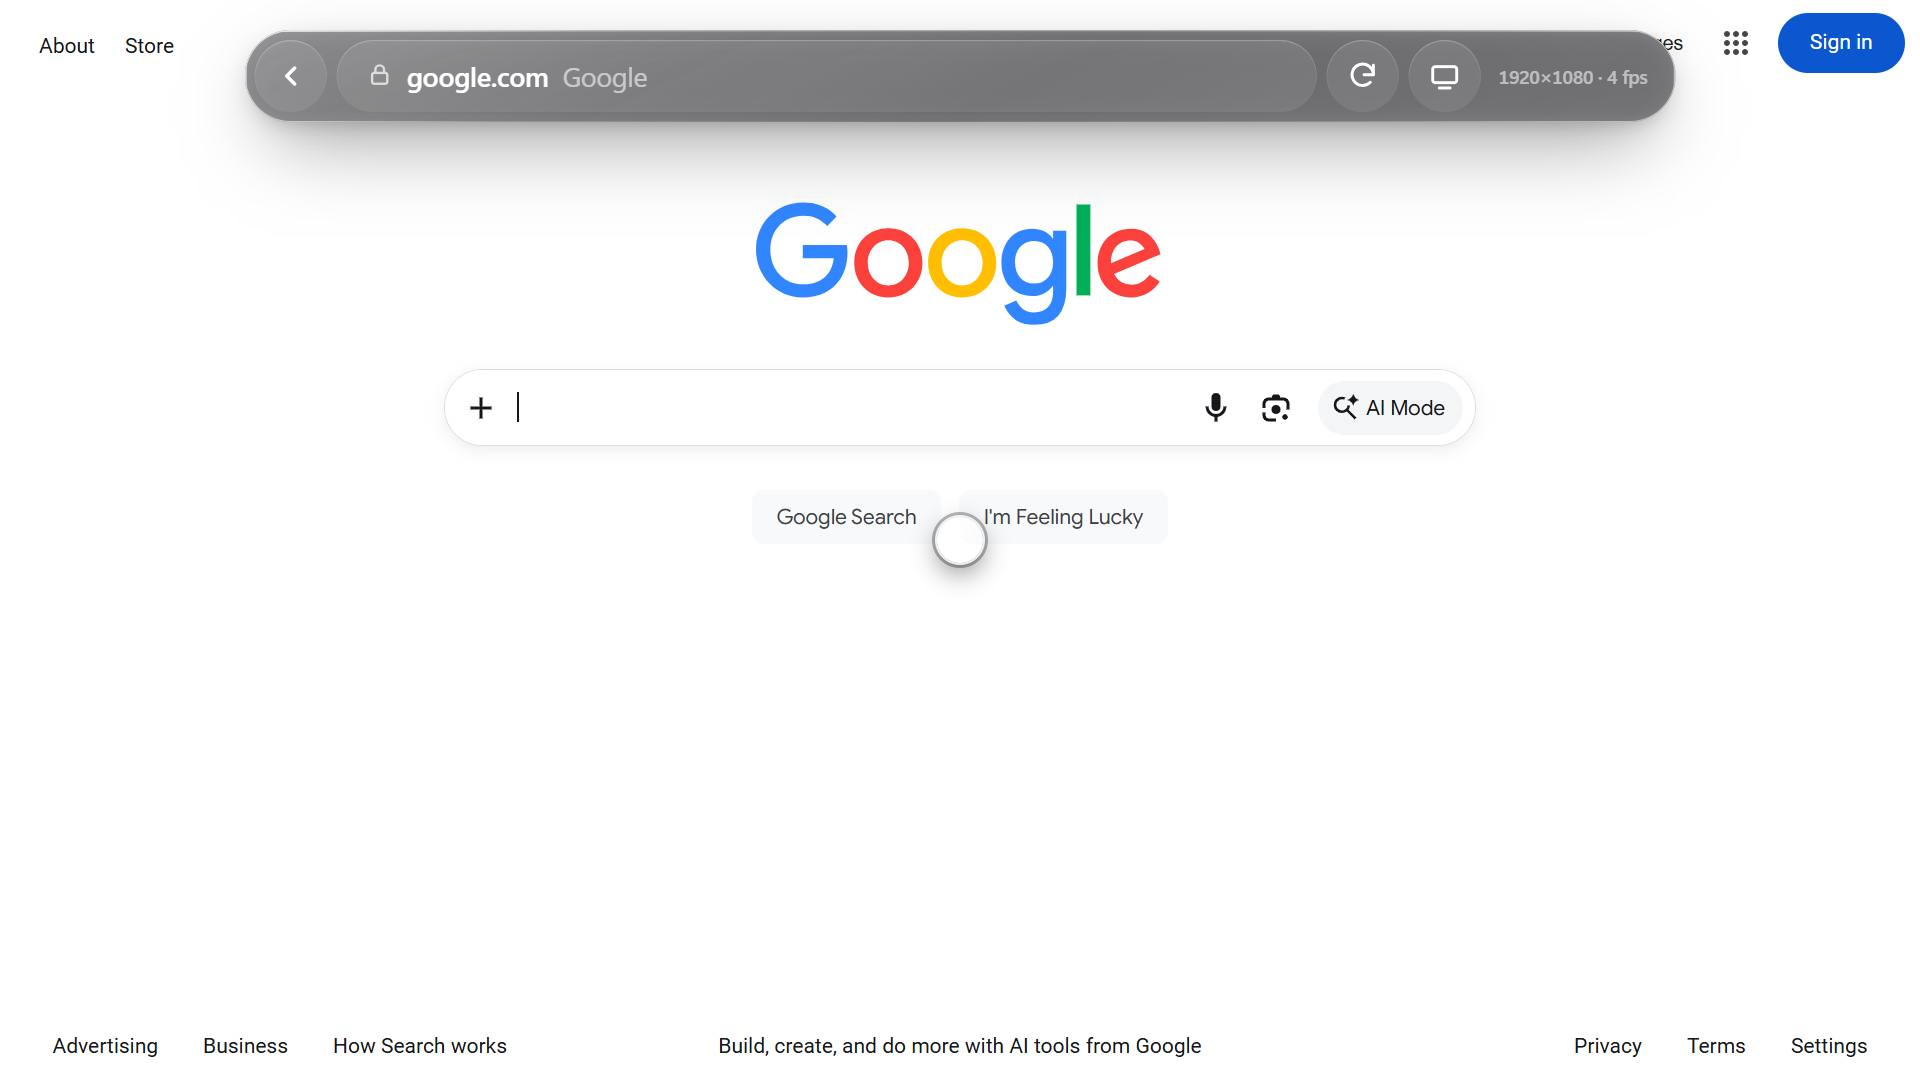 About Store
google.com Google
1920×1080 · 4 fps
Sign in
Google
AI Mode
Google Search
I'm Feeling Lucky
Advertising Business How Search works
Build, create, and do more with AI tools from Google
Privacy Terms Settings